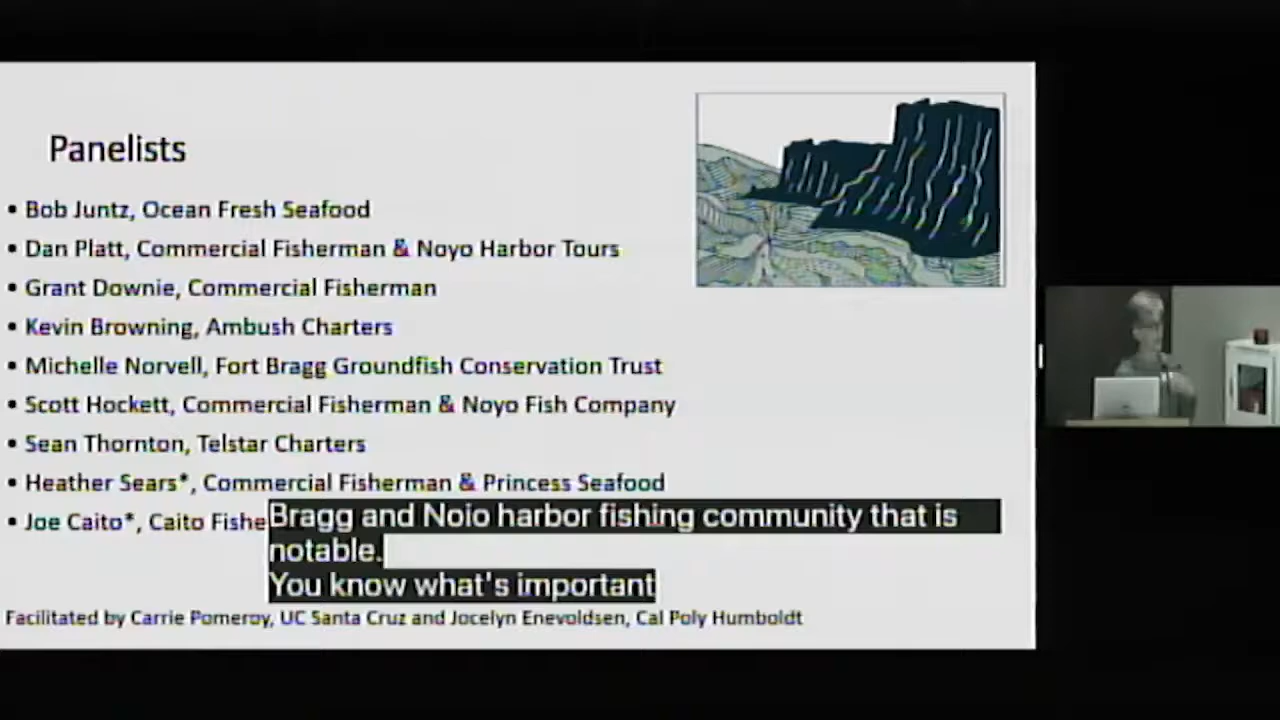 Panelists
• Bob Juntz, Ocean Fresh Seafood
• Dan Platt, Commercial Fisherman & Noyo Harbor Tours
• Grant Downie, Commercial Fisherman
• Kevin Browning, Ambush Charters
• Michelle Norvell, Fort Bragg Groundfish Conservation Trust
• Scott Hockett, Commercial Fisherman & Noyo Fish Company
• Sean Thornton, Telstar Charters
• Heather Sears*, Commercial Fisherman & Princess Seafood
• Joe Caito*, Caito Fishe
Bragg and Noio harbor fishing community that is
notable.
You know what's important
Facilitated by Carrie Pomeroy, UC Santa Cruz and Jocelyn Enevoldsen, Cal Poly Humboldt